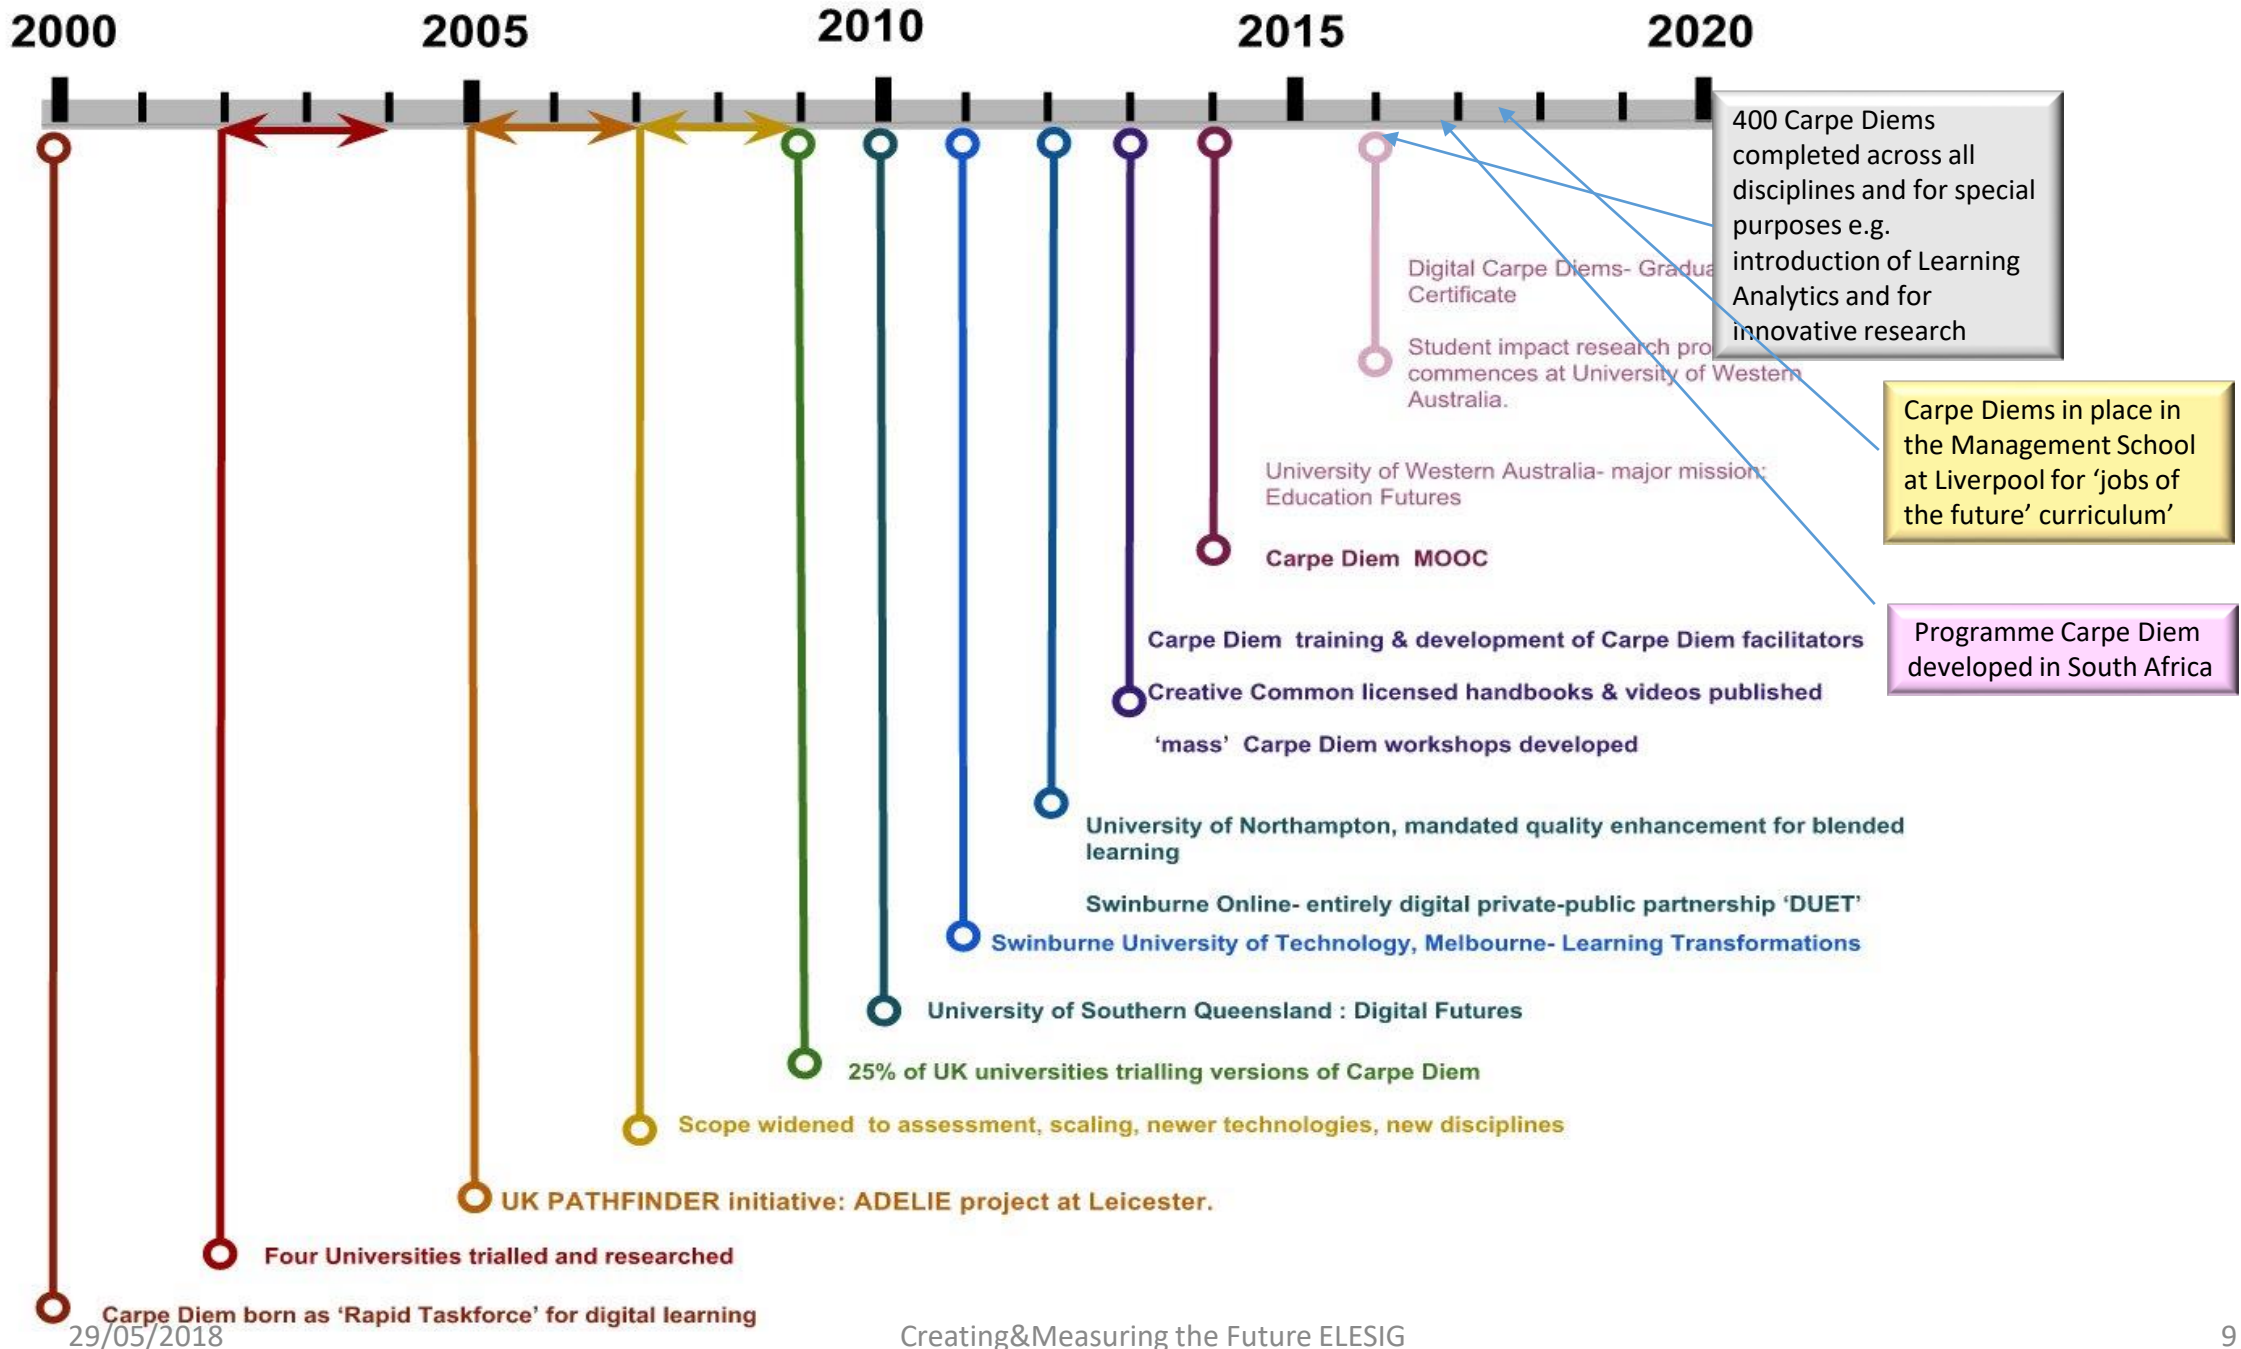 2000
2005
2010
2015
2020
400 Carpe Diems
completed across all
disciplines and for special
purposes e.g.
introduction of Learning
Analytics and for
innovative research
Digital Carpe Diems- Gradua
Certificate
Student impact research pro
commences at University of Western
Australia.
Carpe Diems in place in
the Management School
at Liverpool for ‘jobs of
the future’ curriculum’
University of Western Australia- major mission:
Education Futures
Carpe Diem MOOC
Programme Carpe Diem
developed in South Africa
Carpe Diem training & development of Carpe Diem facilitators
Creative Common licensed handbooks & videos published
‘mass’ Carpe Diem workshops developed
University of Northampton, mandated quality enhancement for blended
learning
Swinburne Online- entirely digital private-public partnership ‘DUET’
Swinburne University of Technology, Melbourne- Learning Transformations
University of Southern Queensland : Digital Futures
25% of UK universities trialling versions of Carpe Diem
Scope widened to assessment, scaling, newer technologies, new disciplines
UK PATHFINDER initiative: ADELIE project at Leicester.
Four Universities trialled and researched
Carpe Diem born as ‘Rapid Taskforce’ for digital learning
29/05/2018
Creating&Measuring the Future ELESIG
9